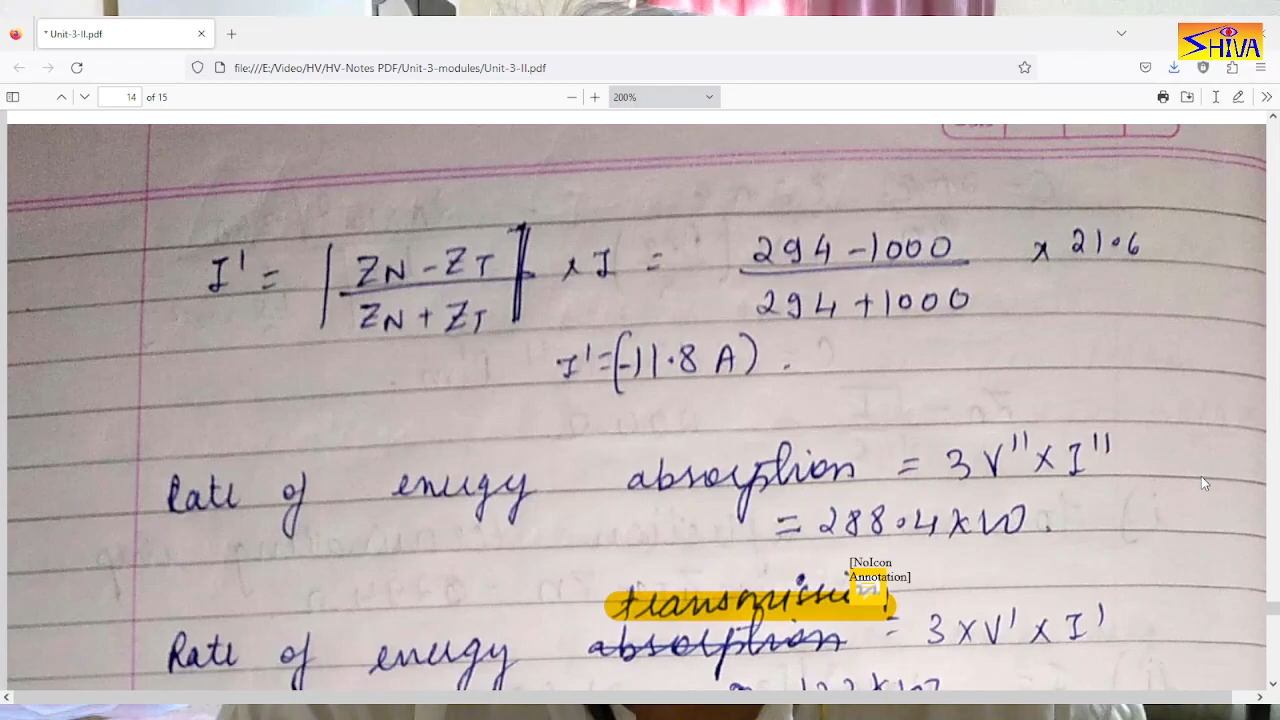 * Unit-3-II.pdf
SHIVA
file:///E:/Video/HV/HV-Notes PDF/Unit-3-modules/Unit-3-II.pdf
14 of 15
200%
I' = [ZN - ZT / ZN + ZT] × I = 294 - 1000 / 294 + 1000 × 21.6
I' = (-11.8 A).
Rate of energy absorption = 3 V'' × I''
= 288.4 × 10
[NoIcon
Annotation]
transmission
Rate of energy absorption = 3 × V' × I'